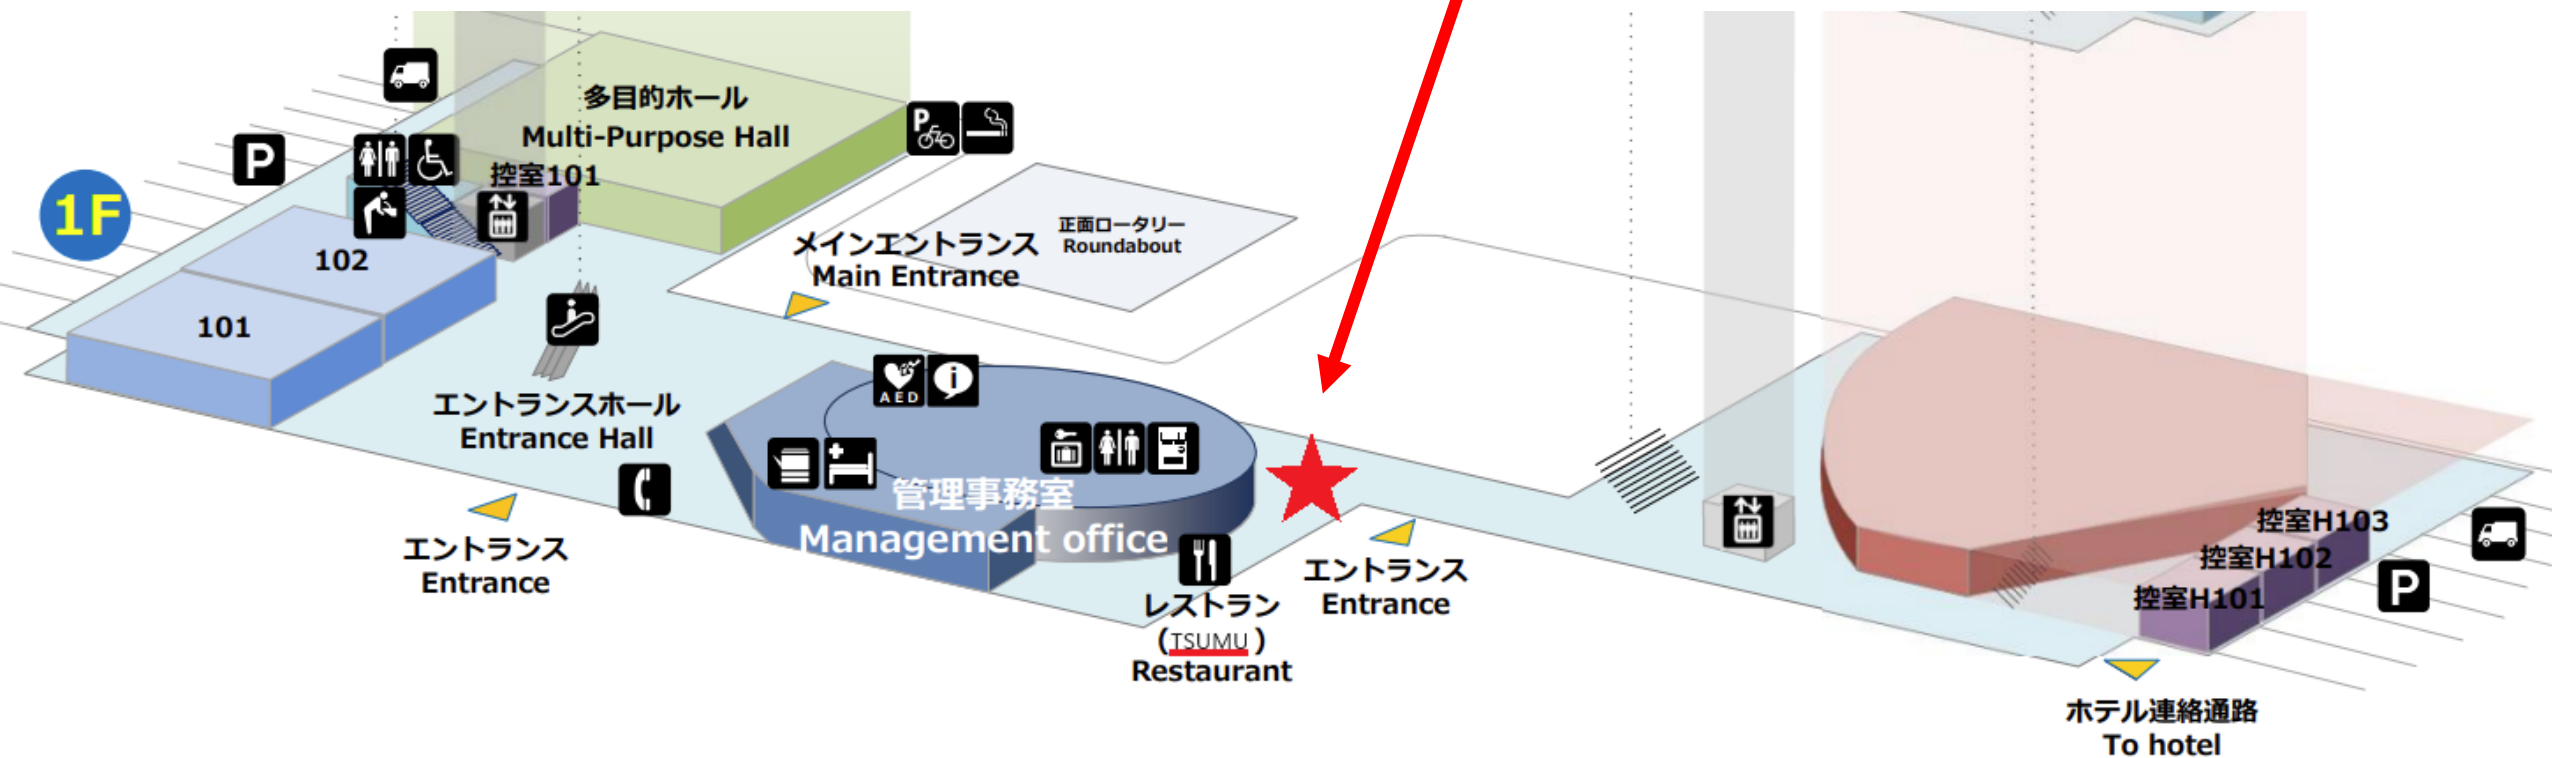 1F
P
多目的ホール
Multi-Purpose Hall
控室101
P
102
101
メインエントランス
Main Entrance
正面ロータリー
Roundabout
AED
i
エントランスホール
Entrance Hall
管理事務室
Management office
エントランス
Entrance
エントランス
Entrance
レストラン
(TSUMU)
Restaurant
控室H103
控室H102
控室H101
P
ホテル連絡通路
To hotel